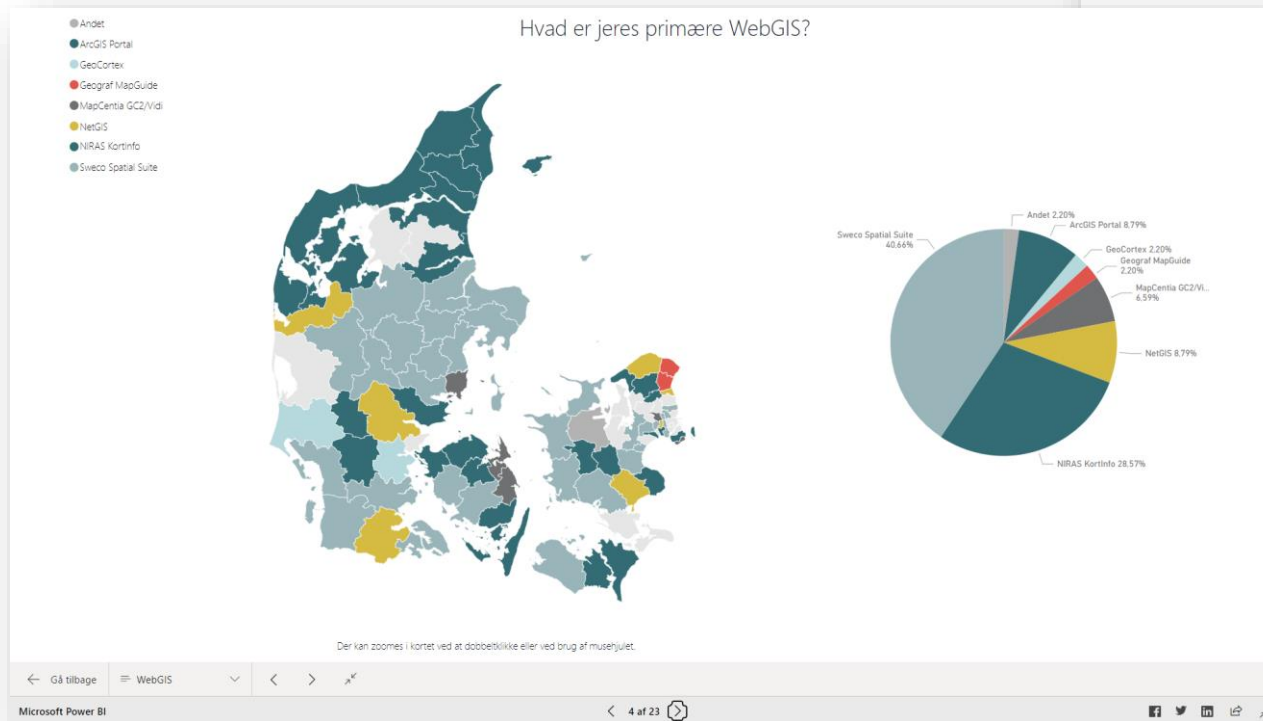 Hvad er jeres primære WebGIS?
Andet
ArcGIS Portal
GeoCortex
Geograf MapGuide
MapCentia GC2/Vidi
NetGIS
NIRAS KortInfo
Sweco Spatial Suite
Andet 2,20%
ArcGIS Portal 8,79%
GeoCortex 2,20%
Geograf MapGuide
2,20%
MapCentia GC2/Vi...
6,59%
NetGIS 8,79%
NIRAS KortInfo 28,57%
Sweco Spatial Suite
40,66%
Der kan zoomes i kortet ved at dobbeltklikke eller ved brug af musehjulet.
Gå tilbage
WebGIS
Microsoft Power BI
4 af 23